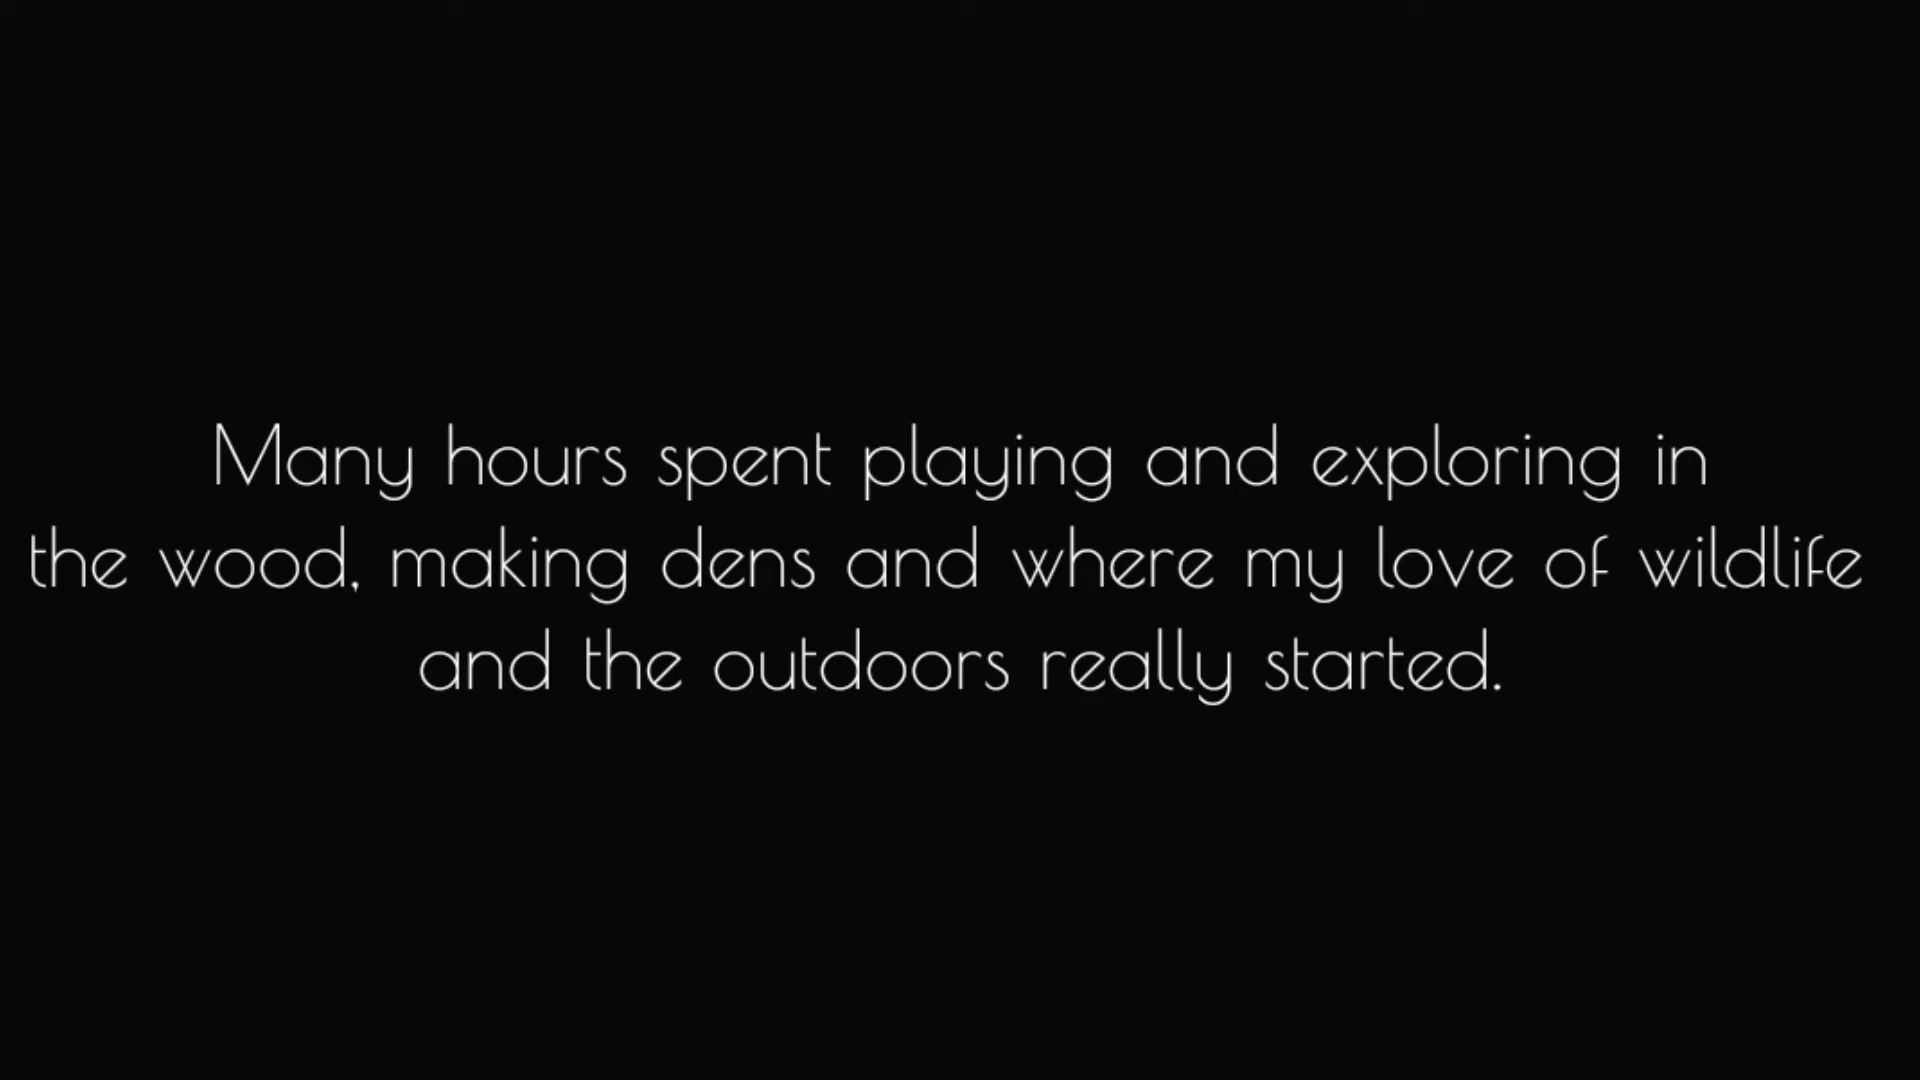 Many hours spent playing and exploring in
the wood, making dens and where my love of wildlife
and the outdoors really started.